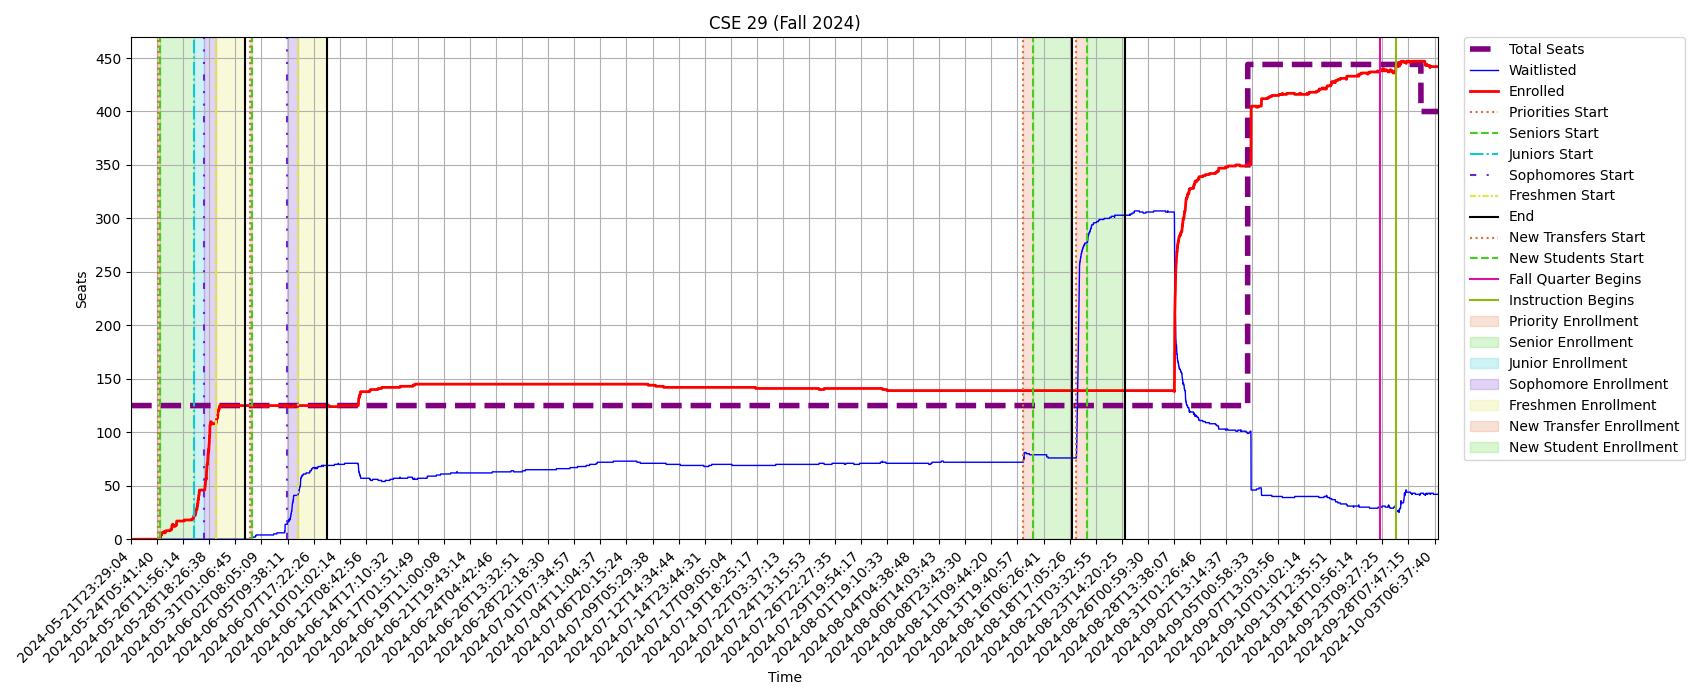 CSE 29 (Fall 2024)
450
400
350
300
250
200
150
100
50
0
Seats
2024-05-21T23:29:04
2024-05-24T05:41:40
2024-05-26T11:56:14
2024-05-28T18:26:38
2024-05-31T01:06:45
2024-06-02T08:05:09
2024-06-05T09:38:11
2024-06-07T17:22:26
2024-06-10T01:02:14
2024-06-12T08:42:56
2024-06-14T17:10:32
2024-06-17T01:51:49
2024-06-19T11:00:08
2024-06-21T19:43:14
2024-06-24T04:42:46
2024-06-26T13:32:51
2024-06-28T22:18:30
2024-07-01T07:34:57
2024-07-04T11:04:37
2024-07-06T20:15:24
2024-07-09T05:29:38
2024-07-12T14:34:44
2024-07-14T23:44:31
2024-07-17T09:05:04
2024-07-19T18:25:17
2024-07-22T03:37:13
2024-07-24T13:15:53
2024-07-26T22:27:35
2024-07-29T19:54:17
2024-08-01T19:10:33
2024-08-04T04:38:48
2024-08-06T14:03:43
2024-08-08T23:43:30
2024-08-11T09:44:20
2024-08-13T19:40:57
2024-08-16T06:26:41
2024-08-18T17:05:26
2024-08-21T03:32:55
2024-08-23T14:20:25
2024-08-26T00:59:30
2024-08-28T13:38:07
2024-08-31T01:26:46
2024-09-02T13:14:37
2024-09-05T00:58:33
2024-09-07T13:03:56
2024-09-10T01:02:14
2024-09-13T12:35:51
2024-09-18T10:56:14
2024-09-23T09:27:25
2024-09-28T07:47:15
2024-10-03T06:37:40
Time
Total Seats
Waitlisted
Enrolled
Priorities Start
Seniors Start
Juniors Start
Sophomores Start
Freshmen Start
End
New Transfers Start
New Students Start
Fall Quarter Begins
Instruction Begins
Priority Enrollment
Senior Enrollment
Junior Enrollment
Sophomore Enrollment
Freshmen Enrollment
New Transfer Enrollment
New Student Enrollment